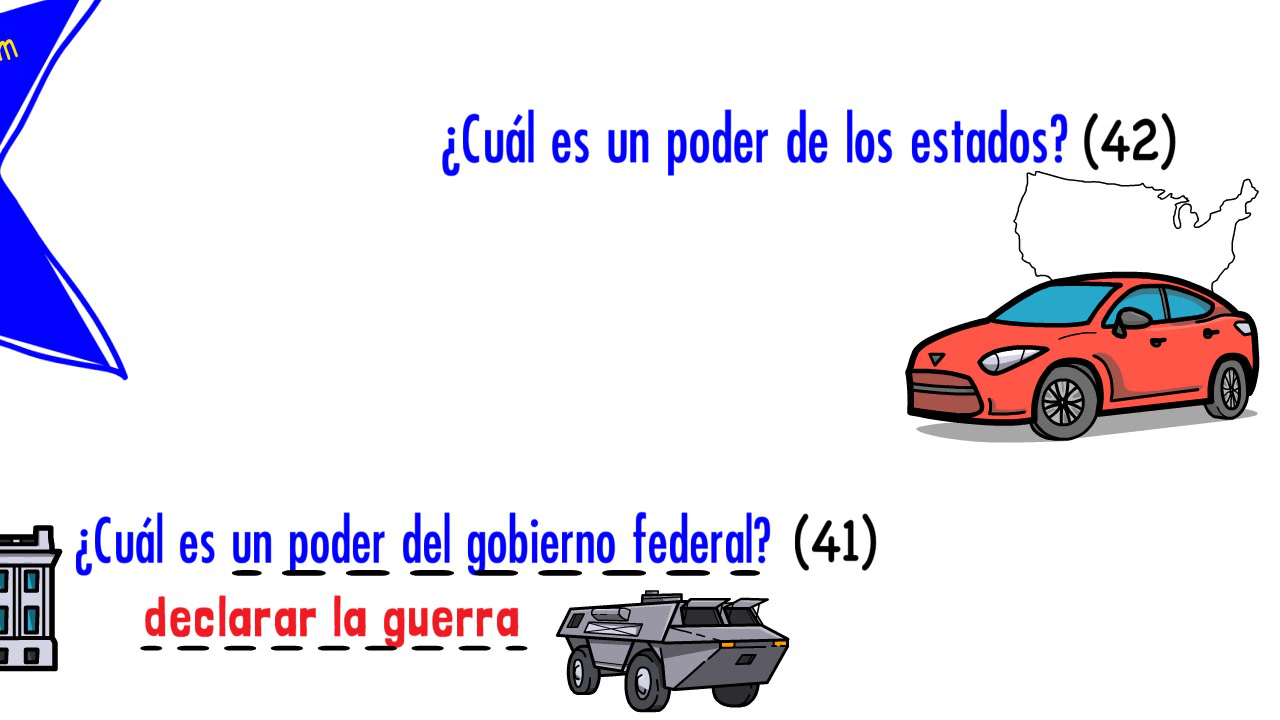 ¿Cuál es un poder de los estados? (42)
¿Cuál es un poder del gobierno federal? (41)
declarar la guerra